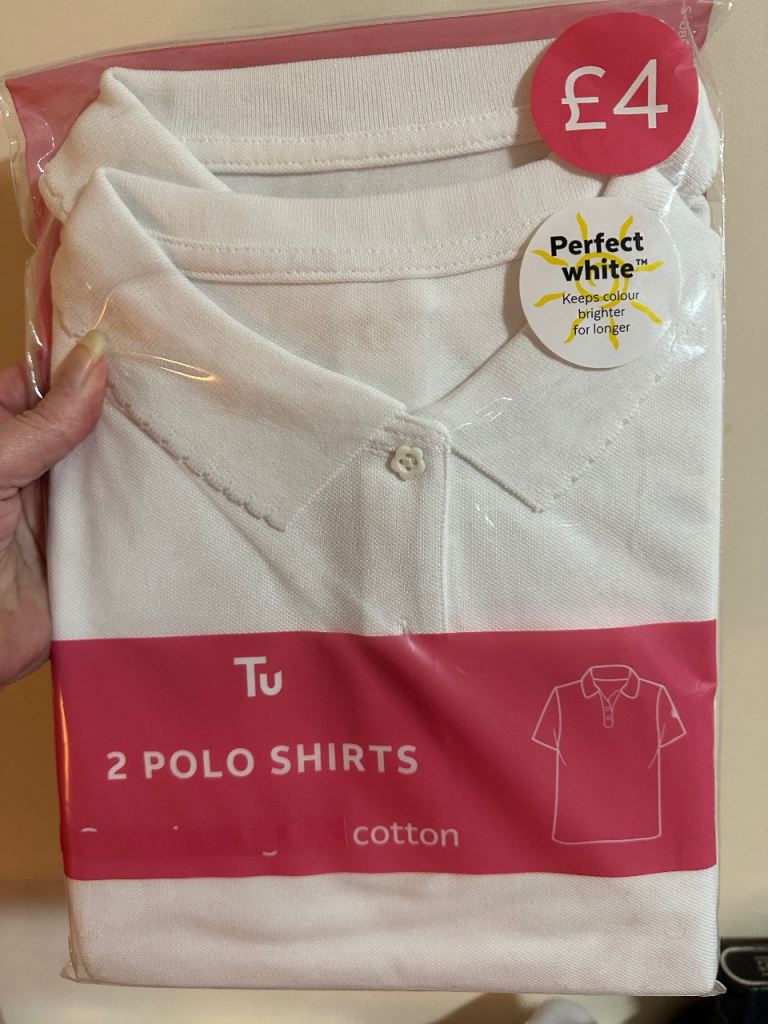 £4
Perfect
white™
Keeps colour
brighter
for longer
Tu
2 POLO SHIRTS
cotton